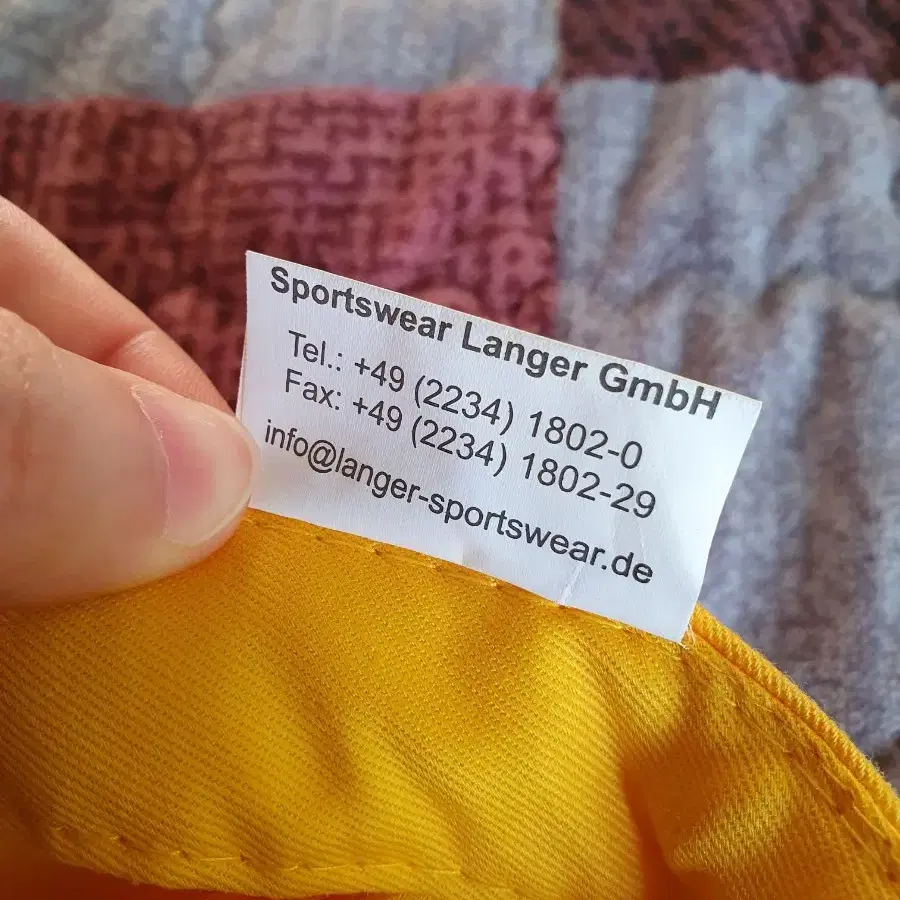 Sportswear Langer GmbH
Tel.: +49 (2234) 1802-0
Fax: +49 (2234) 1802-29
info@langer-sportswear.de